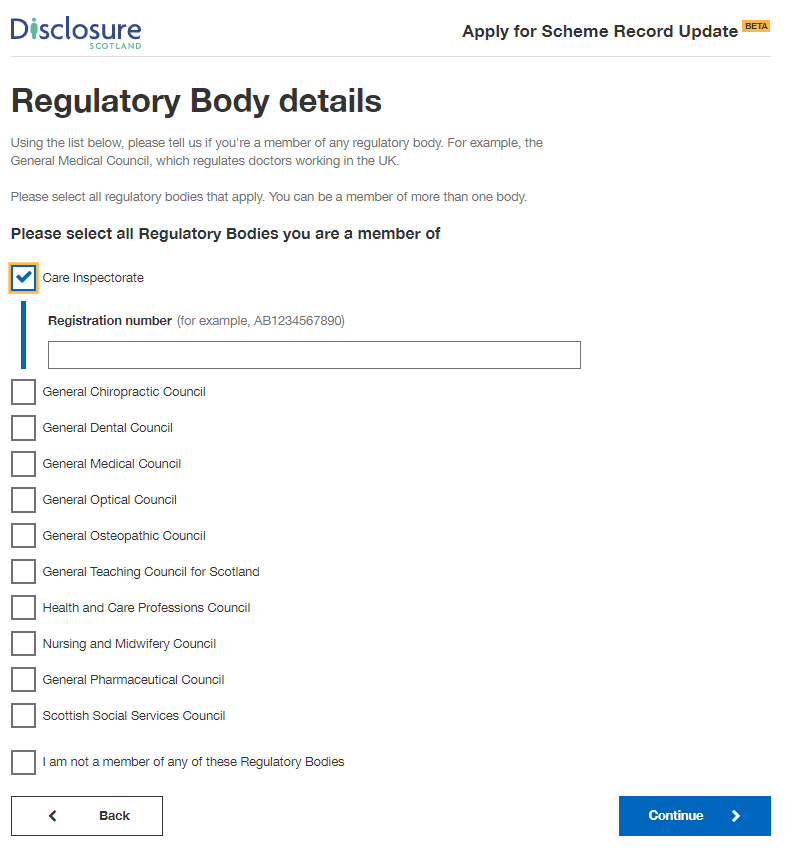 Disclosure
SCOTLAND
Apply for Scheme Record Update BETA
Regulatory Body details
Using the list below, please tell us if you're a member of any regulatory body. For example, the
General Medical Council, which regulates doctors working in the UK.
Please select all regulatory bodies that apply. You can be a member of more than one body.
Please select all Regulatory Bodies you are a member of
Care Inspectorate
Registration number (for example, AB1234567890)
General Chiropractic Council
General Dental Council
General Medical Council
General Optical Council
General Osteopathic Council
General Teaching Council for Scotland
Health and Care Professions Council
Nursing and Midwifery Council
General Pharmaceutical Council
Scottish Social Services Council
I am not a member of any of these Regulatory Bodies
Back
Continue